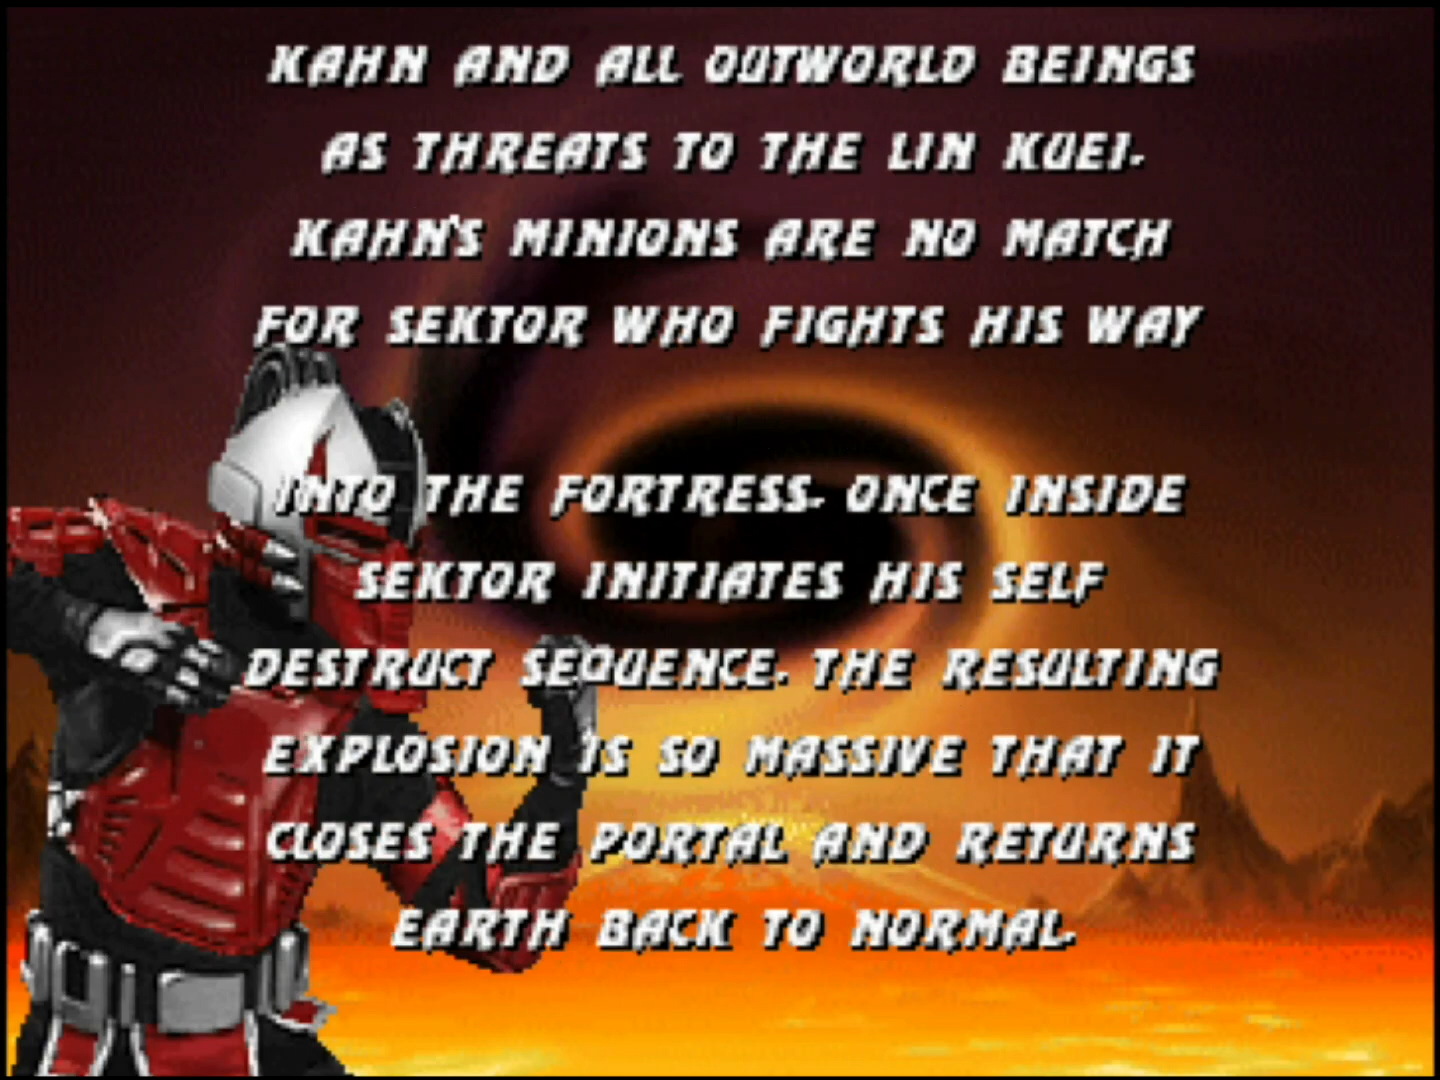 KAHN AND ALL OUTWORLD BEINGS
AS THREATS TO THE LIN KUEI.
KAHN'S MINIONS ARE NO MATCH
FOR SEKTOR WHO FIGHTS HIS WAY
INTO THE FORTRESS. ONCE INSIDE
SEKTOR INITIATES HIS SELF
DESTRUCT SEQUENCE. THE RESULTING
EXPLOSION IS SO MASSIVE THAT IT
CLOSES THE PORTAL AND RETURNS
EARTH BACK TO NORMAL.